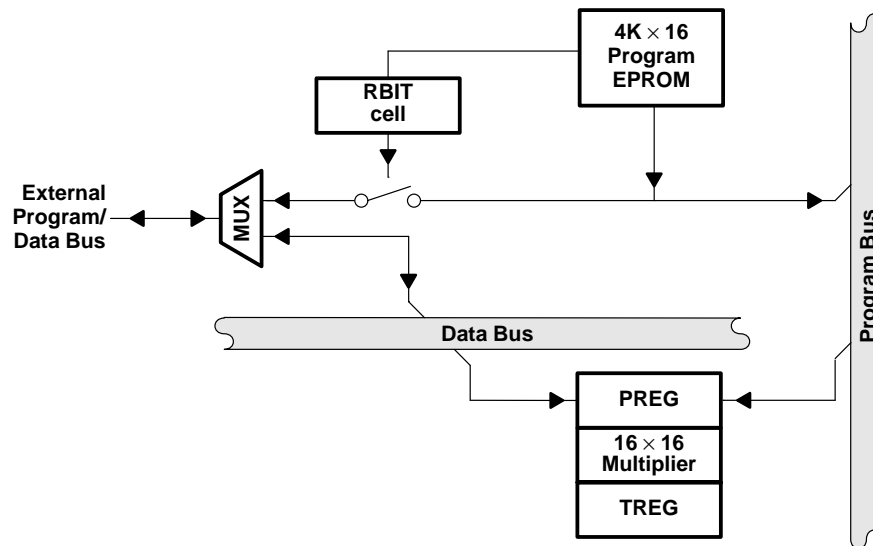 4K × 16
Program
EPROM
RBIT
cell
External
Program/
Data Bus
MUX
Program Bus
Data Bus
PREG
16 × 16
Multiplier
TREG